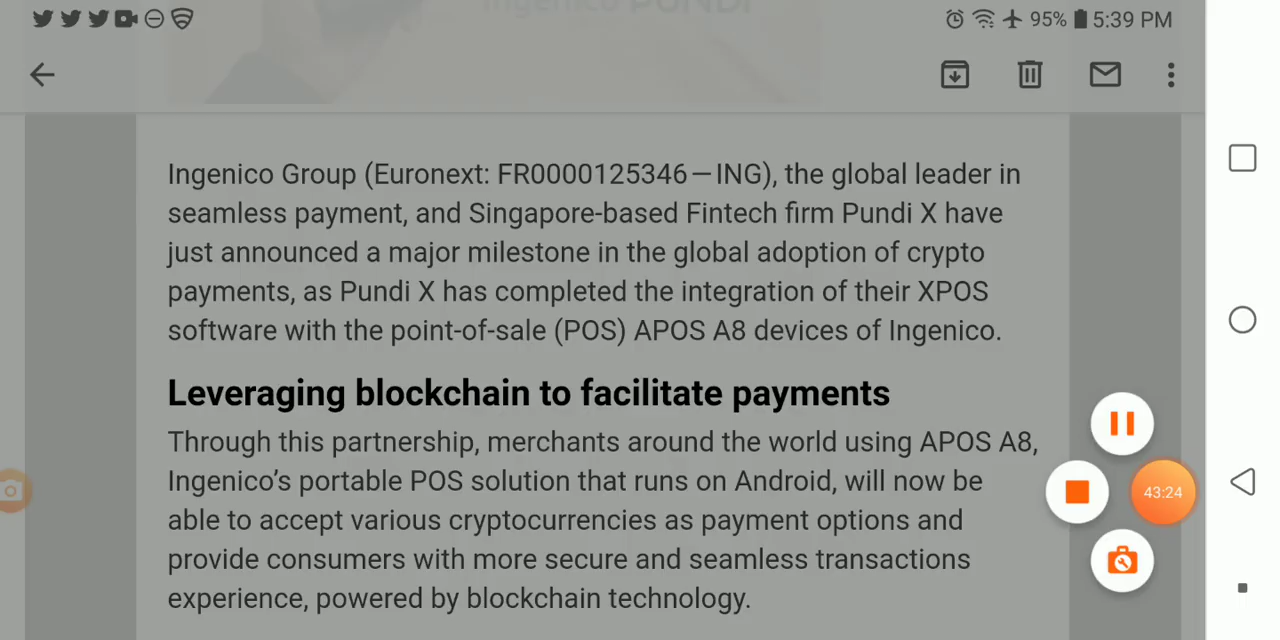 Ingenico PUNDI
95% 5:39 PM
Ingenico Group (Euronext: FR0000125346 — ING), the global leader in
seamless payment, and Singapore-based Fintech firm Pundi X have
just announced a major milestone in the global adoption of crypto
payments, as Pundi X has completed the integration of their XPOS
software with the point-of-sale (POS) APOS A8 devices of Ingenico.
Leveraging blockchain to facilitate payments
Through this partnership, merchants around the world using APOS A8,
Ingenico’s portable POS solution that runs on Android, will now be
able to accept various cryptocurrencies as payment options and
provide consumers with more secure and seamless transactions
experience, powered by blockchain technology.
43:24